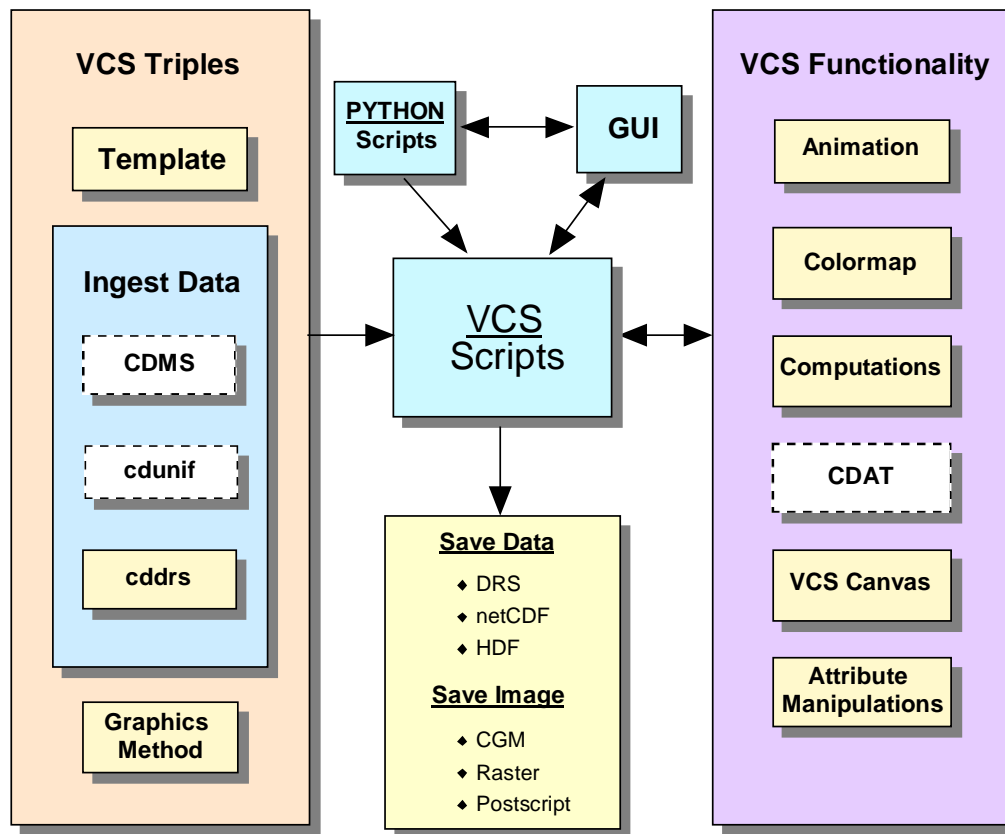 VCS Triples
Template
Ingest Data
CDMS
cdunif
cddrs
Graphics
Method
PYTHON
Scripts
GUI
VCS
Scripts
Save Data
◆ DRS
◆ netCDF
◆ HDF
Save Image
◆ CGM
◆ Raster
◆ Postscript
VCS Functionality
Animation
Colormap
Computations
CDAT
VCS Canvas
Attribute
Manipulations